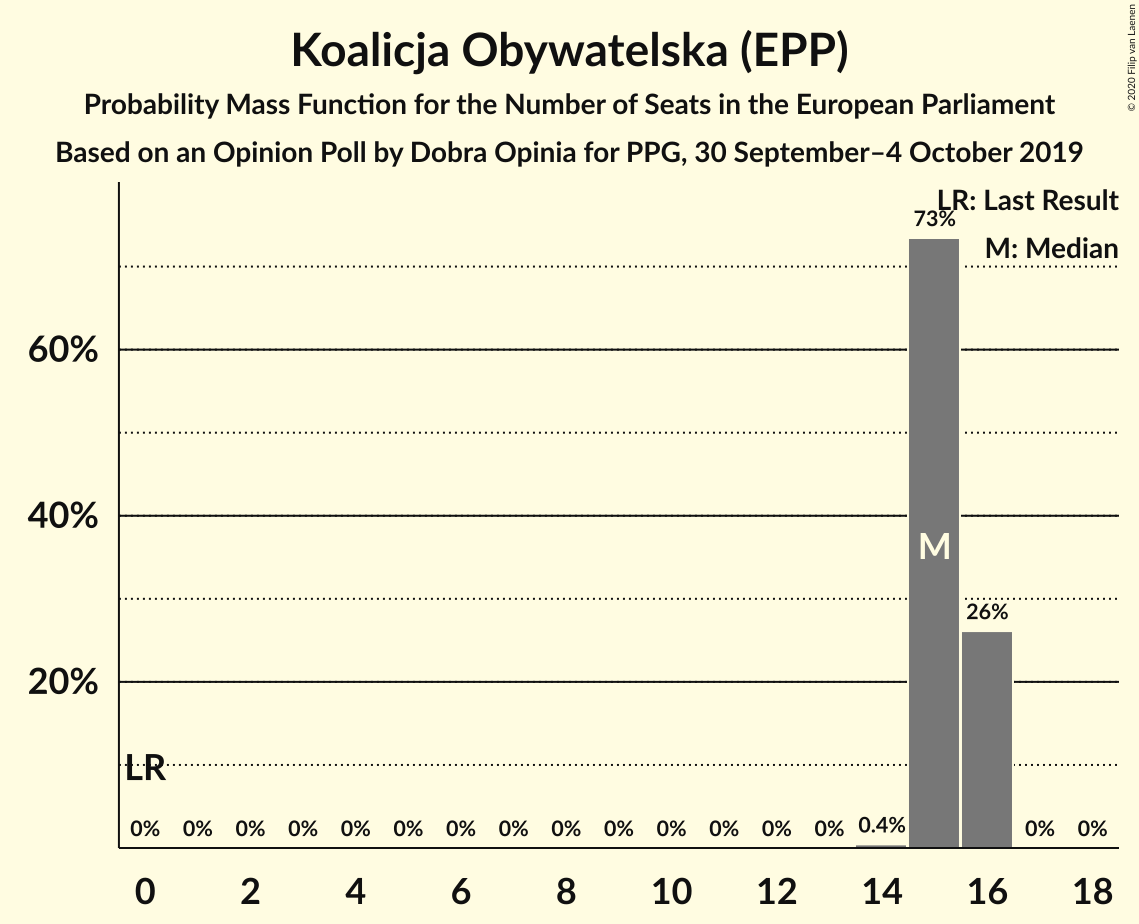 Koalicja Obywatelska (EPP)
Probability Mass Function for the Number of Seats in the European Parliament
Based on an Opinion Poll by Dobra Opinia for PPG, 30 September–4 October 2019
© 2020 Filip van Laenen
LR: Last Result
M: Median
73%
60%
40%
20%
M
26%
LR
0% 0% 0% 0% 0% 0% 0% 0% 0% 0% 0% 0% 0% 0% 0.4% 0% 0%
0 2 4 6 8 10 12 14 16 18